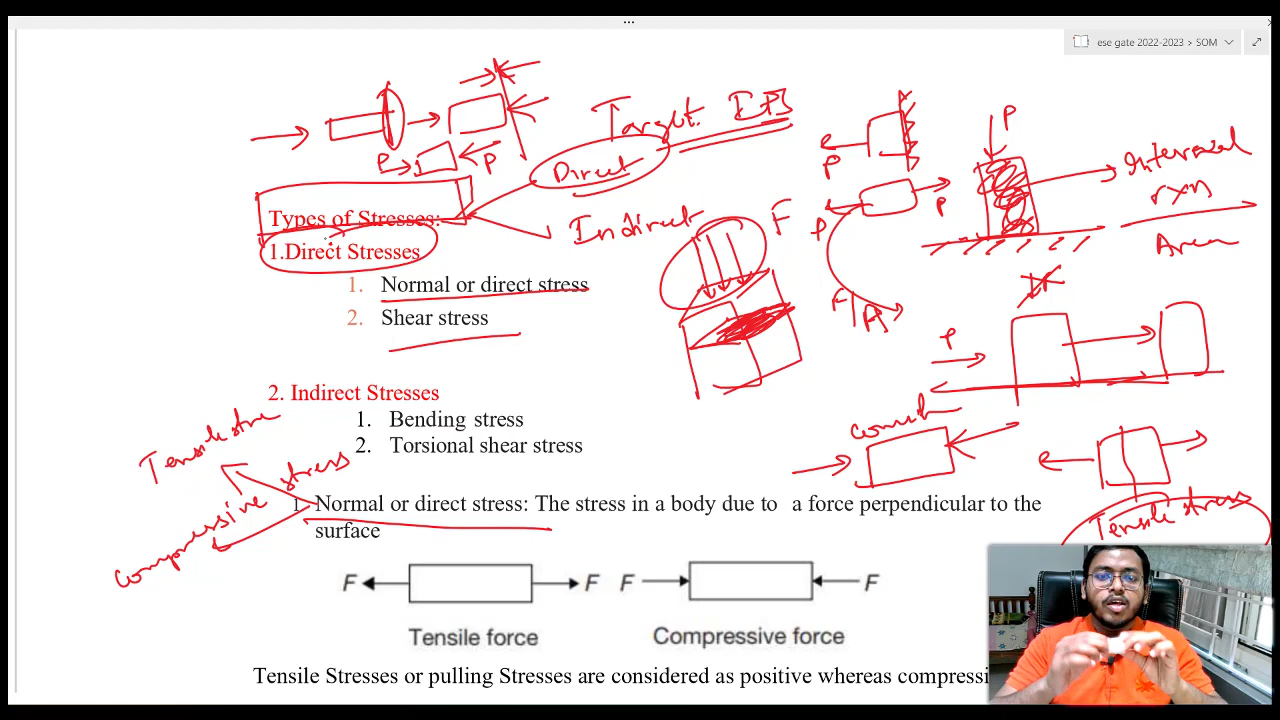 ...
ese gate 2022-2023 > SOM
Target. EPS
P
P
Direct
P
P
P
P
Internal
rxn
Area
Types of Stresses:
1.Direct Stresses
Indirect
F
1. Normal or direct stress
2. Shear stress
F/A
P
2. Indirect Stresses
1. Bending stress
2. Torsional shear stress
Tensile stre
Compressive stress
1. Normal or direct stress: The stress in a body due to a force perpendicular to the
surface
Tensile stress
F F F F
Tensile force Compressive force
Tensile Stresses or pulling Stresses are considered as positive whereas compressi